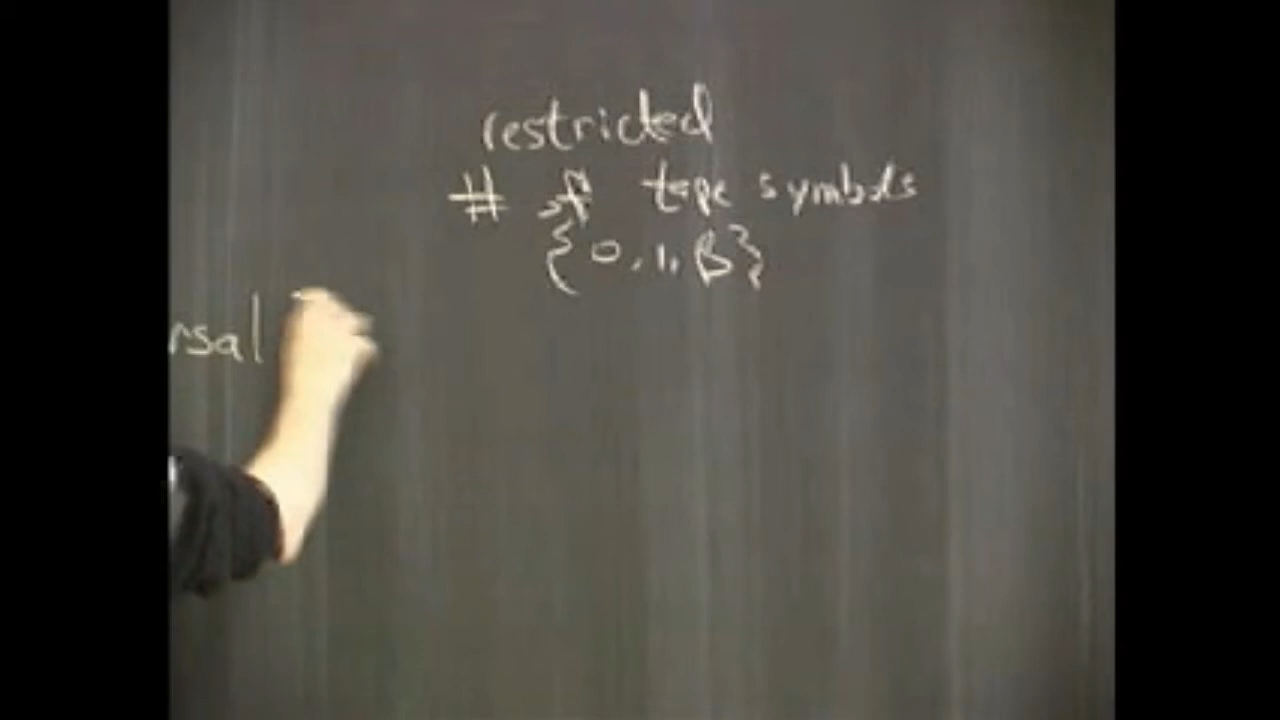 restricted
# of tape symbols
{0,1,B}
rsal